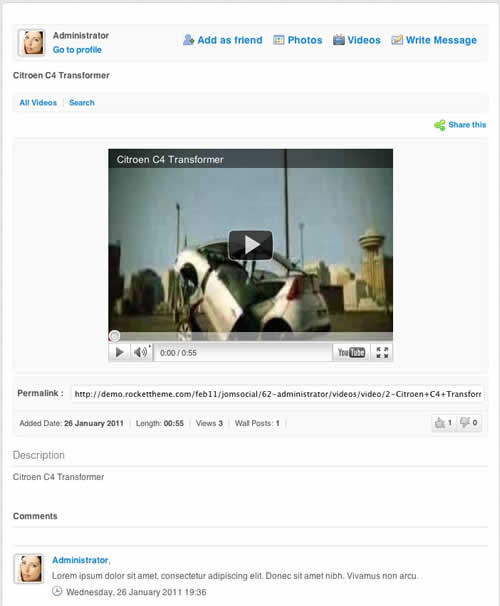 Administrator
Go to profile
Add as friend
Photos
Videos
Write Message
Citroen C4 Transformer
All Videos | Search
Share this
Citroen C4 Transformer
0:00 / 0:55
YouTube
Permalink : http://demo.rockettheme.com/feb11/jomsocial/62-administrator/videos/video/2-Citroen+C4+Transforr
Added Date: 26 January 2011 | Length: 00:55 | Views 3 | Wall Posts: 1 |
1
0
Description
Citroen C4 Transformer
Comments
Administrator,
Lorem ipsum dolor sit amet, consectetur adipiscing elit. Donec sit amet nibh. Vivamus non arcu.
Wednesday, 26 January 2011 19:36